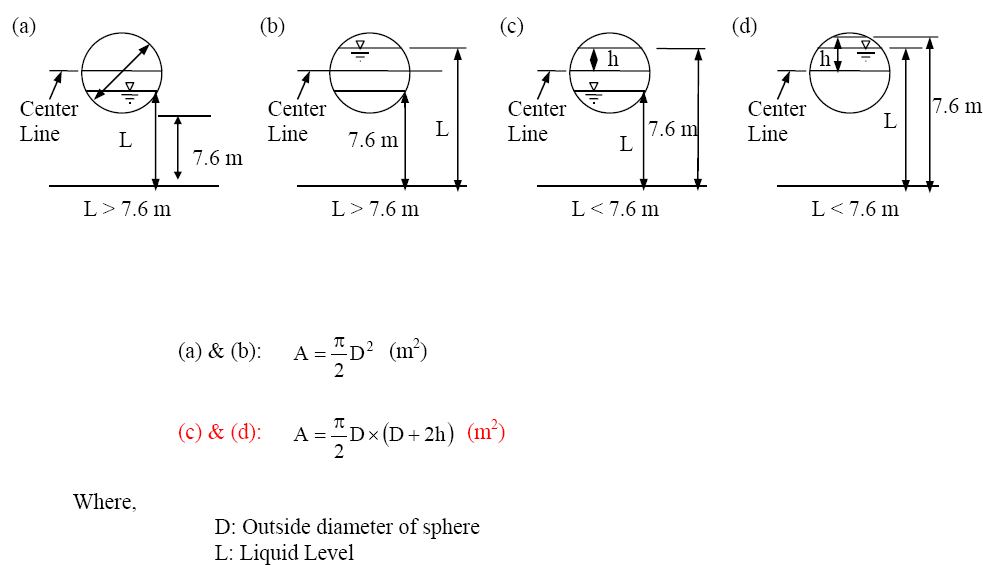 (a) (b) (c) (d)
h h
Center Line L 7.6 m
Center Line 7.6 m L
Center Line L 7.6 m
Center Line L 7.6 m
L > 7.6 m L > 7.6 m L < 7.6 m L < 7.6 m
(a) & (b): A = π/2 D² (m²)
(c) & (d): A = π/2 D × (D + 2h) (m²)
Where,
D: Outside diameter of sphere
L: Liquid Level